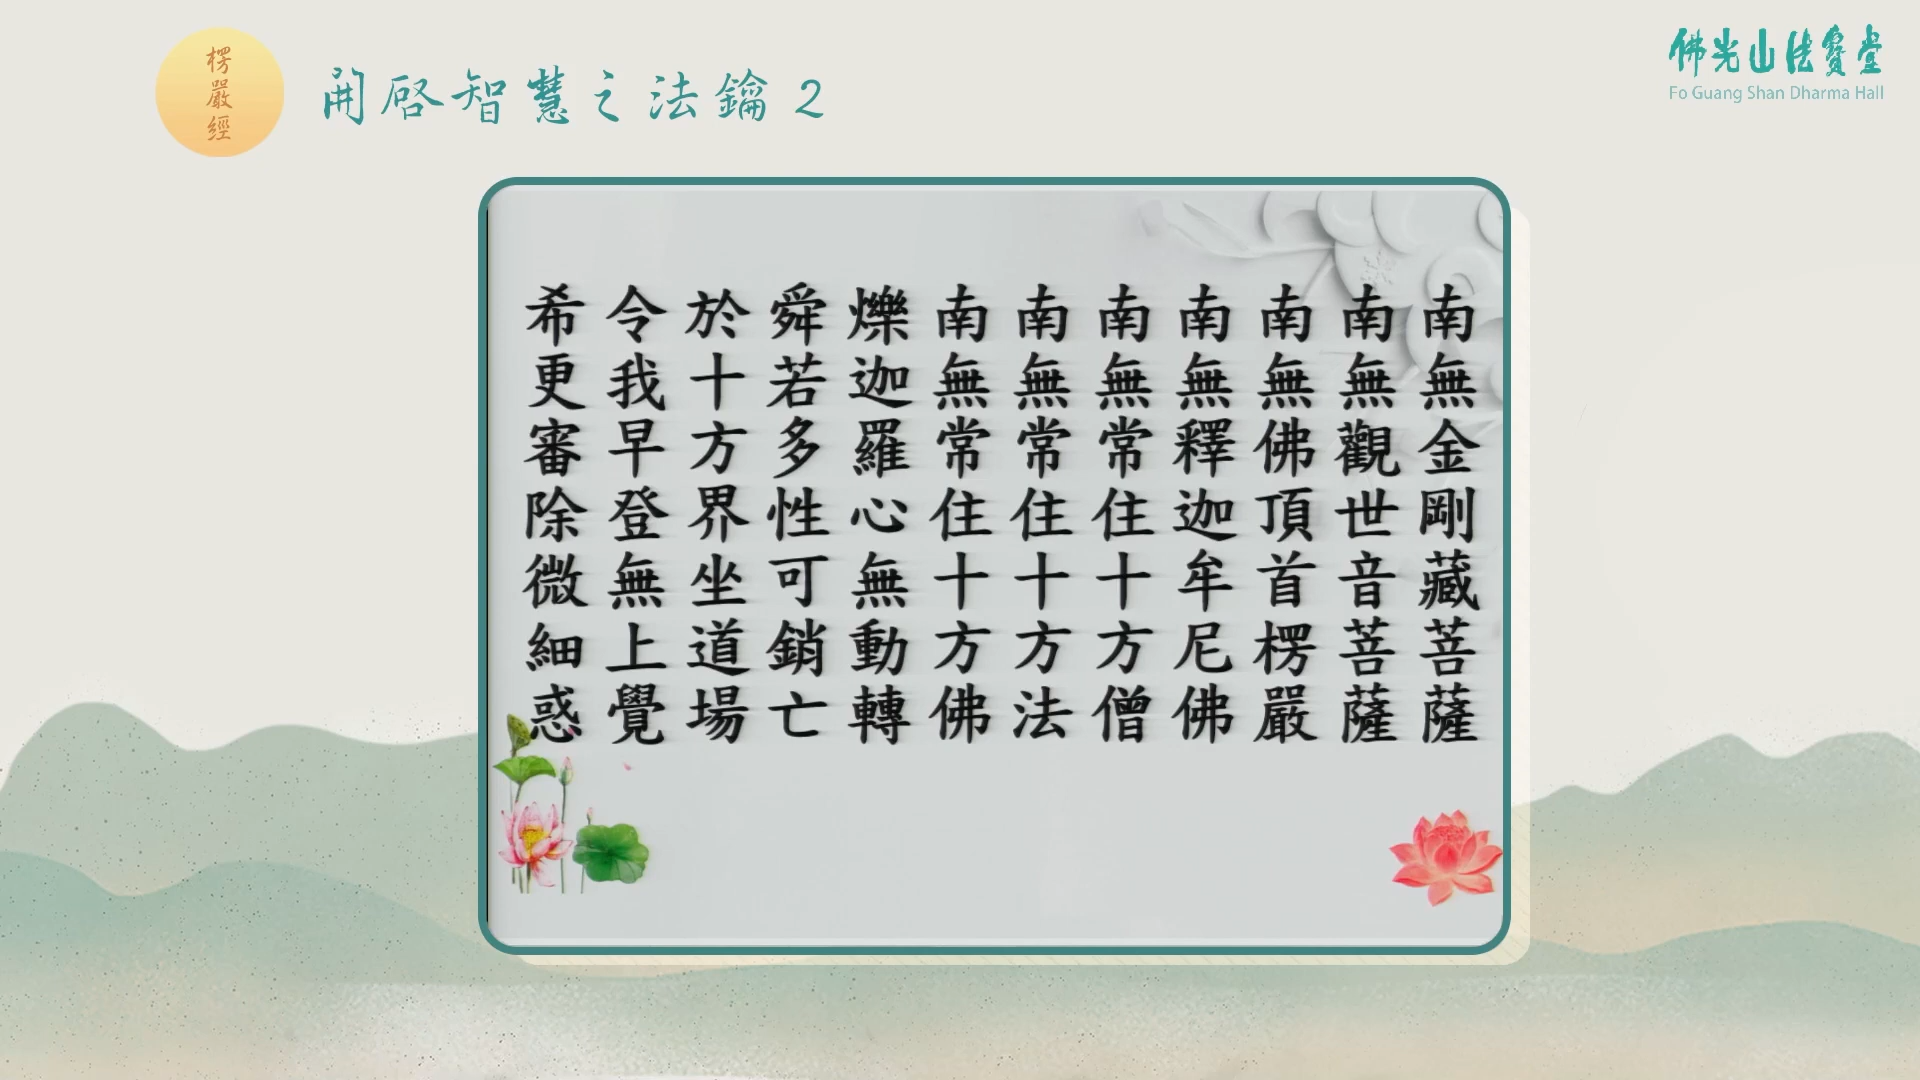 楞嚴經
開啓智慧之法鑰 2
佛光山法寶堂
Fo Guang Shan Dharma Hall
希更審除微細惑
令我早登無上覺
於十方界坐道場
舜若多性可銷亡
爍迦羅心無動轉
南無常住十方佛
南無常住十方法
南無常住十方僧
南無釋迦牟尼佛
南無佛頂首楞嚴
南無觀世音菩薩
南無金剛藏菩薩